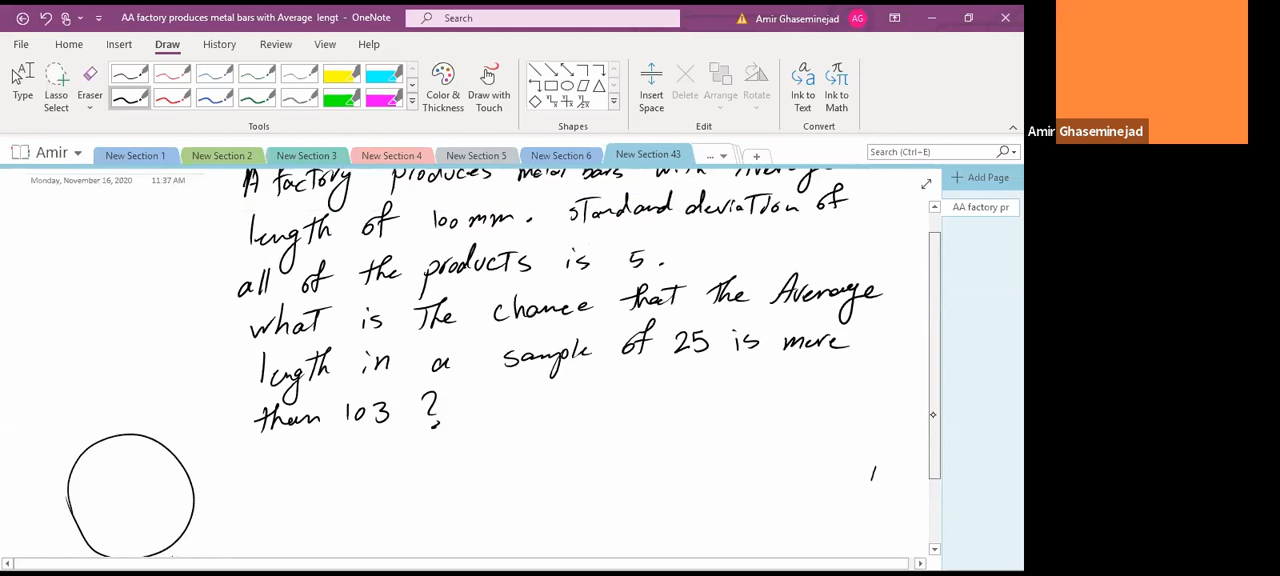 AA factory produces metal bars with Average lengt - OneNote
Search
Amir Ghaseminejad AG
File Home Insert Draw History Review View Help
Type
Lasso Select
Eraser
Color & Thickness
Draw with Touch
Insert Space
Delete
Arrange
Rotate
Ink to Text
Ink to Math
Tools
Shapes
Edit
Convert
Amir
New Section 1
New Section 2
New Section 3
New Section 4
New Section 5
New Section 6
New Section 43
...
Search (Ctrl+E)
Monday, November 16, 2020 11:37 AM
Add Page
AA factory pr
A factory produces metal bars with Average
length of 100 mm. standard deviation of
all of the products is 5.
what is The chance that the Average
length in a sample of 25 is more
than 103 ?
Amir Ghaseminejad